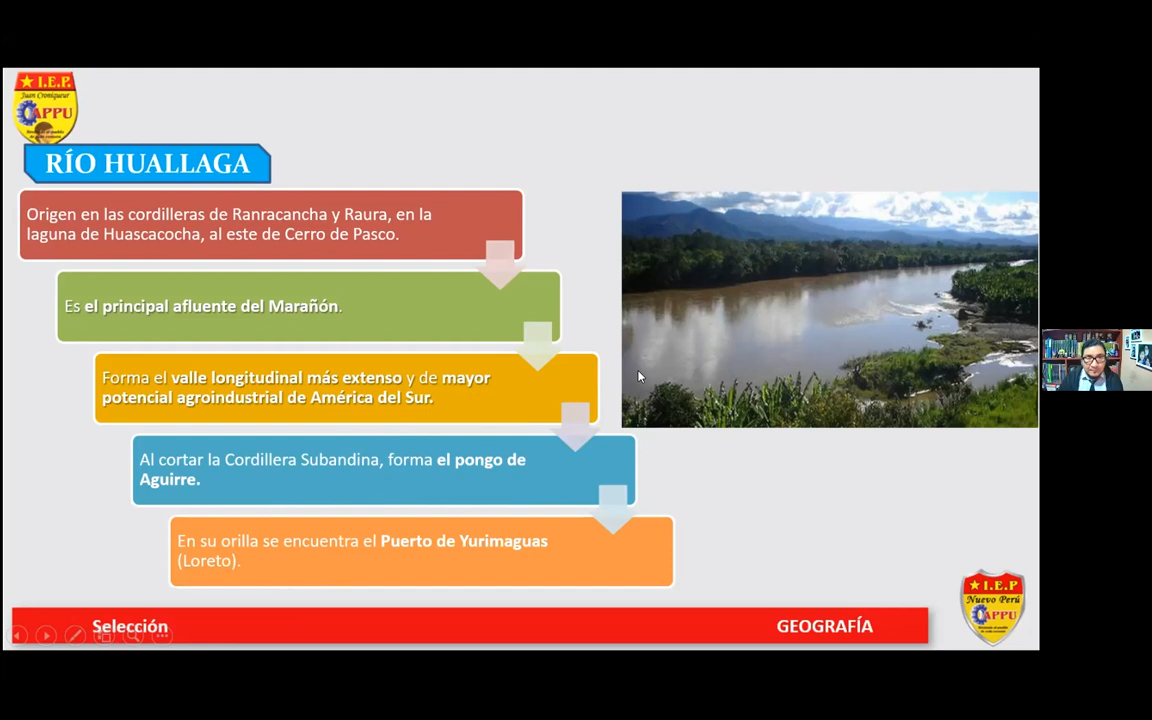 ★ I.E.P.
Juan Croniqueur
CAPPU
RÍO HUALLAGA
Origen en las cordilleras de Ranracancha y Raura, en la
laguna de Huascacocha, al este de Cerro de Pasco.
Es el principal afluente del Marañón.
Forma el valle longitudinal más extenso y de mayor
potencial agroindustrial de América del Sur.
Al cortar la Cordillera Subandina, forma el pongo de
Aguirre.
En su orilla se encuentra el Puerto de Yurimaguas
(Loreto).
★ I.E.P
Nuevo Perú
CAPPU
Selección
GEOGRAFÍA